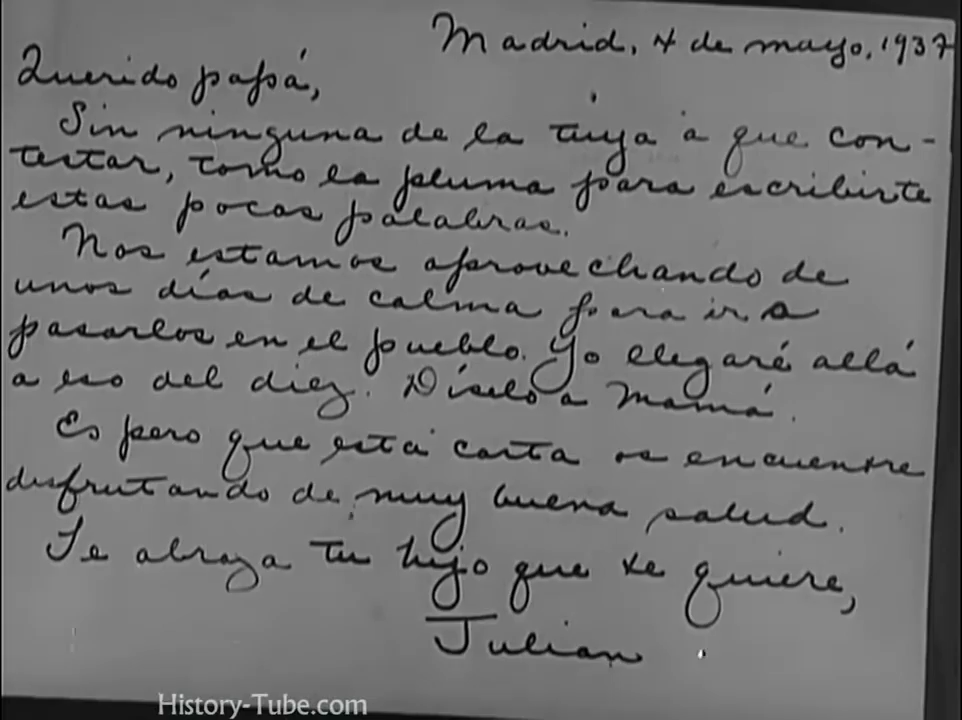 Madrid, 4 de mayo, 1937
Querido papá,
Sin ninguna de la tuya a que con-
testar, tomo la pluma para escribirte
estas pocas palabras.
Nos estamos aprovechando de
unos días de calma para ir a
pasarlos en el pueblo. Yo llegaré allá
a eso del diez. Díselo a Mamá.
Espero que esta carta os encuentre
disfrutando de muy buena salud.
Te abraza tu hijo que te quiere,
Julian
History-Tube.com